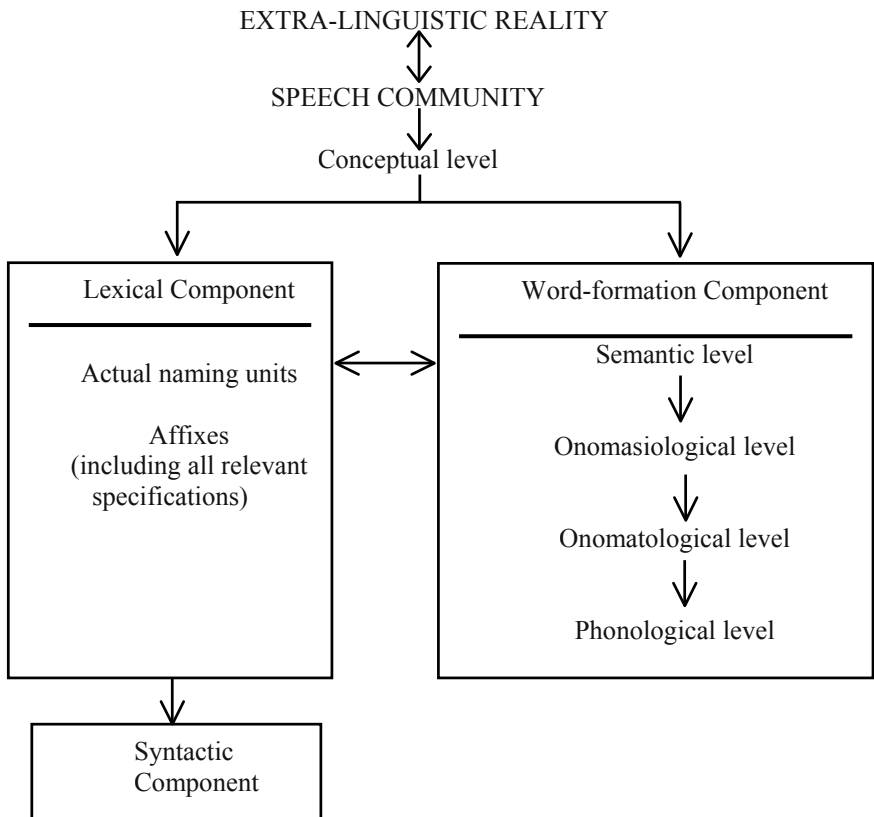 EXTRA-LINGUISTIC REALITY
SPEECH COMMUNITY
Conceptual level
Lexical Component
Actual naming units
Affixes
(including all relevant
specifications)
Word-formation Component
Semantic level
Onomasiological level
Onomatological level
Phonological level
Syntactic
Component